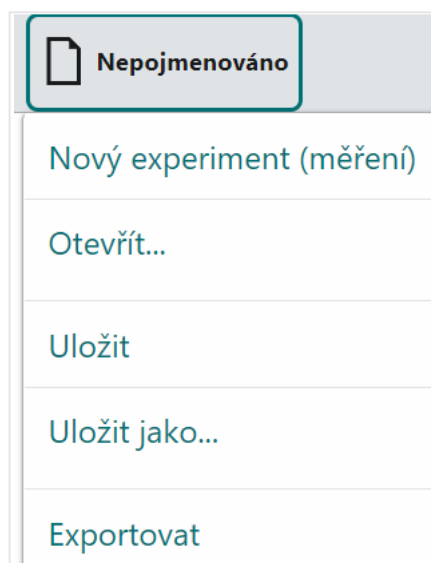 Nepojmenováno
Nový experiment (měření)
Otevřít...
Uložit
Uložit jako...
Exportovat